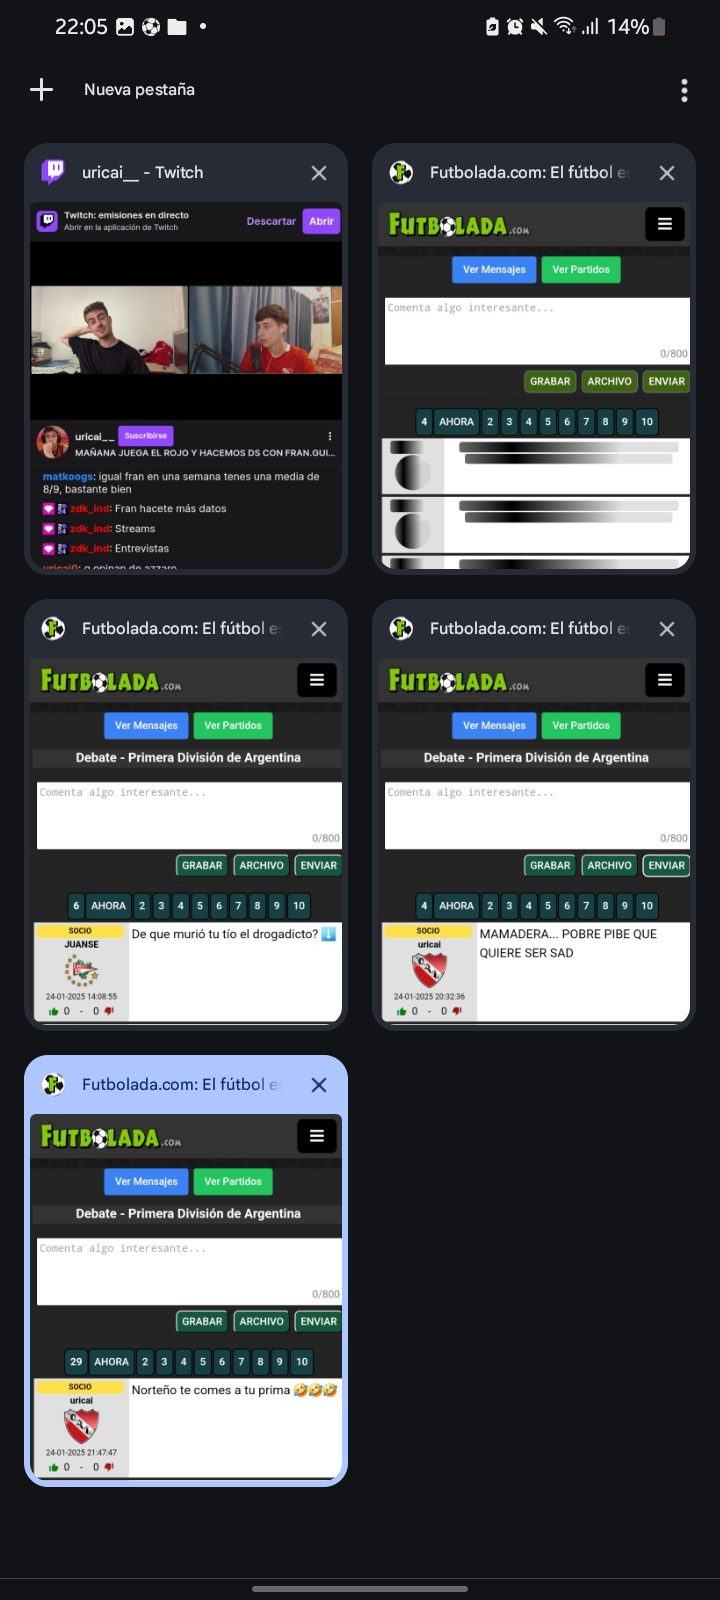 22:05
14%
Nueva pestaña
uricai__ - Twitch
Twitch: emisiones en directo
Abrir en la aplicación de Twitch
Descartar
Abrir
uricai__
Suscribirse
MAÑANA JUEGA EL ROJO Y HACEMOS DS CON FRAN.GUI...
matkoogs: igual fran en una semana tenes una media de
8/9, bastante bien
zdk_ind: Fran hacete más datos
zdk_ind: Streams
zdk_ind: Entrevistas
Futbolada.com: El fútbol es
FUTBOLADA.COM
Ver Mensajes
Ver Partidos
Comenta algo interesante...
0/800
GRABAR ARCHIVO ENVIAR
4 AHORA 2 3 4 5 6 7 8 9 10
Futbolada.com: El fútbol es
FUTBOLADA.COM
Ver Mensajes
Ver Partidos
Debate - Primera División de Argentina
Comenta algo interesante...
0/800
GRABAR ARCHIVO ENVIAR
6 AHORA 2 3 4 5 6 7 8 9 10
SOCIO
JUANSE
24-01-2025 14:08:55
0 - 0
De que murió tu tío el drogadicto? ⬇️
Futbolada.com: El fútbol es
FUTBOLADA.COM
Ver Mensajes
Ver Partidos
Debate - Primera División de Argentina
Comenta algo interesante...
0/800
GRABAR ARCHIVO ENVIAR
4 AHORA 2 3 4 5 6 7 8 9 10
SOCIO
uricai
24-01-2025 20:32:36
0 - 0
MAMADERA... POBRE PIBE QUE
QUIERE SER SAD
Futbolada.com: El fútbol es
FUTBOLADA.COM
Ver Mensajes
Ver Partidos
Debate - Primera División de Argentina
Comenta algo interesante...
0/800
GRABAR ARCHIVO ENVIAR
29 AHORA 2 3 4 5 6 7 8 9 10
SOCIO
uricai
24-01-2025 21:47:47
0 - 0
Norteño te comes a tu prima 🤣🤣🤣